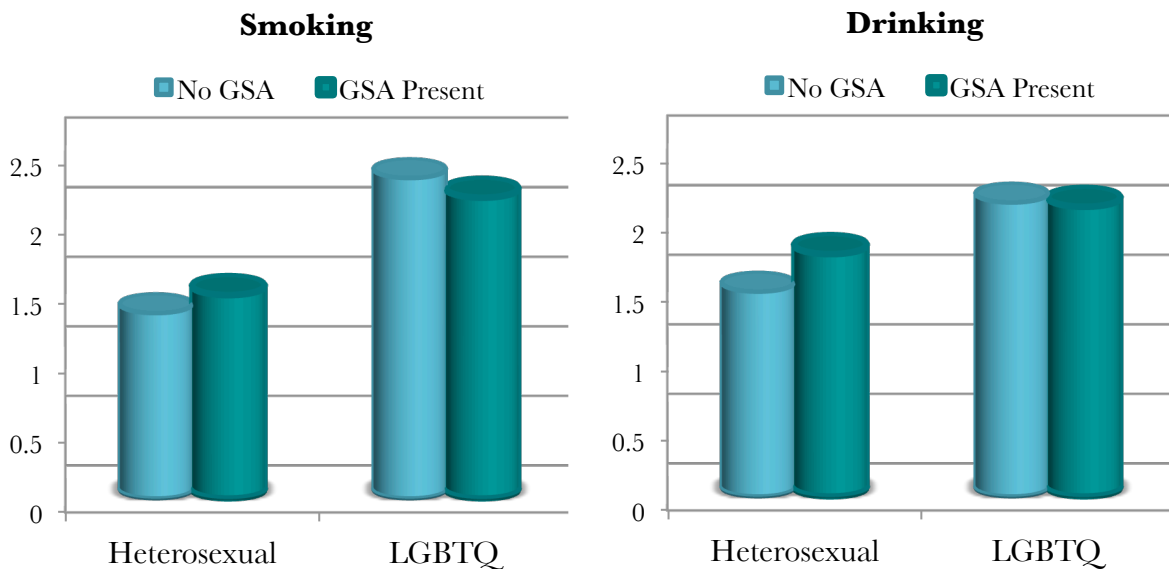 Smoking
No GSA GSA Present
2.5
2
1.5
1
0.5
0
Heterosexual LGBTQ
Drinking
No GSA GSA Present
2.5
2
1.5
1
0.5
0
Heterosexual LGBTQ